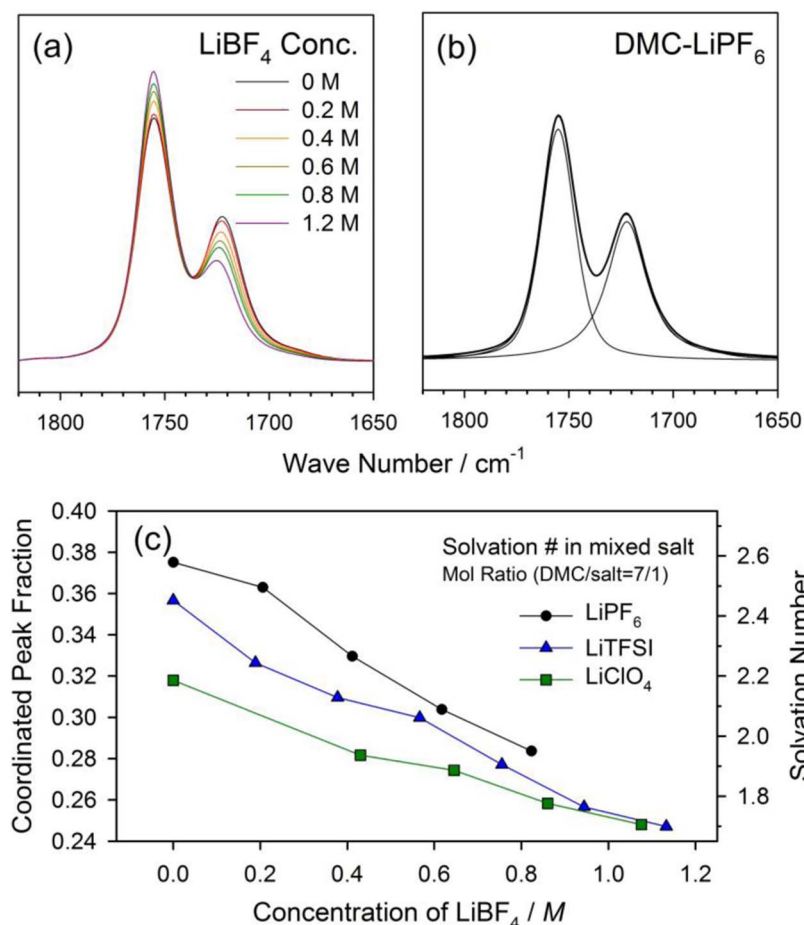 (a) LiBF4 Conc.
0 M
0.2 M
0.4 M
0.6 M
0.8 M
1.2 M
(b) DMC-LiPF6
1800 1750 1700 1650
1800 1750 1700 1650
Wave Number / cm-1
(c)
Solvation # in mixed salt
Mol Ratio (DMC/salt=7/1)
LiPF6
LiTFSI
LiClO4
Coordinated Peak Fraction
0.40
0.38
0.36
0.34
0.32
0.30
0.28
0.26
0.24
2.6
2.4
2.2
2.0
1.8
Solvation Number
0.0 0.2 0.4 0.6 0.8 1.0 1.2
Concentration of LiBF4 / M